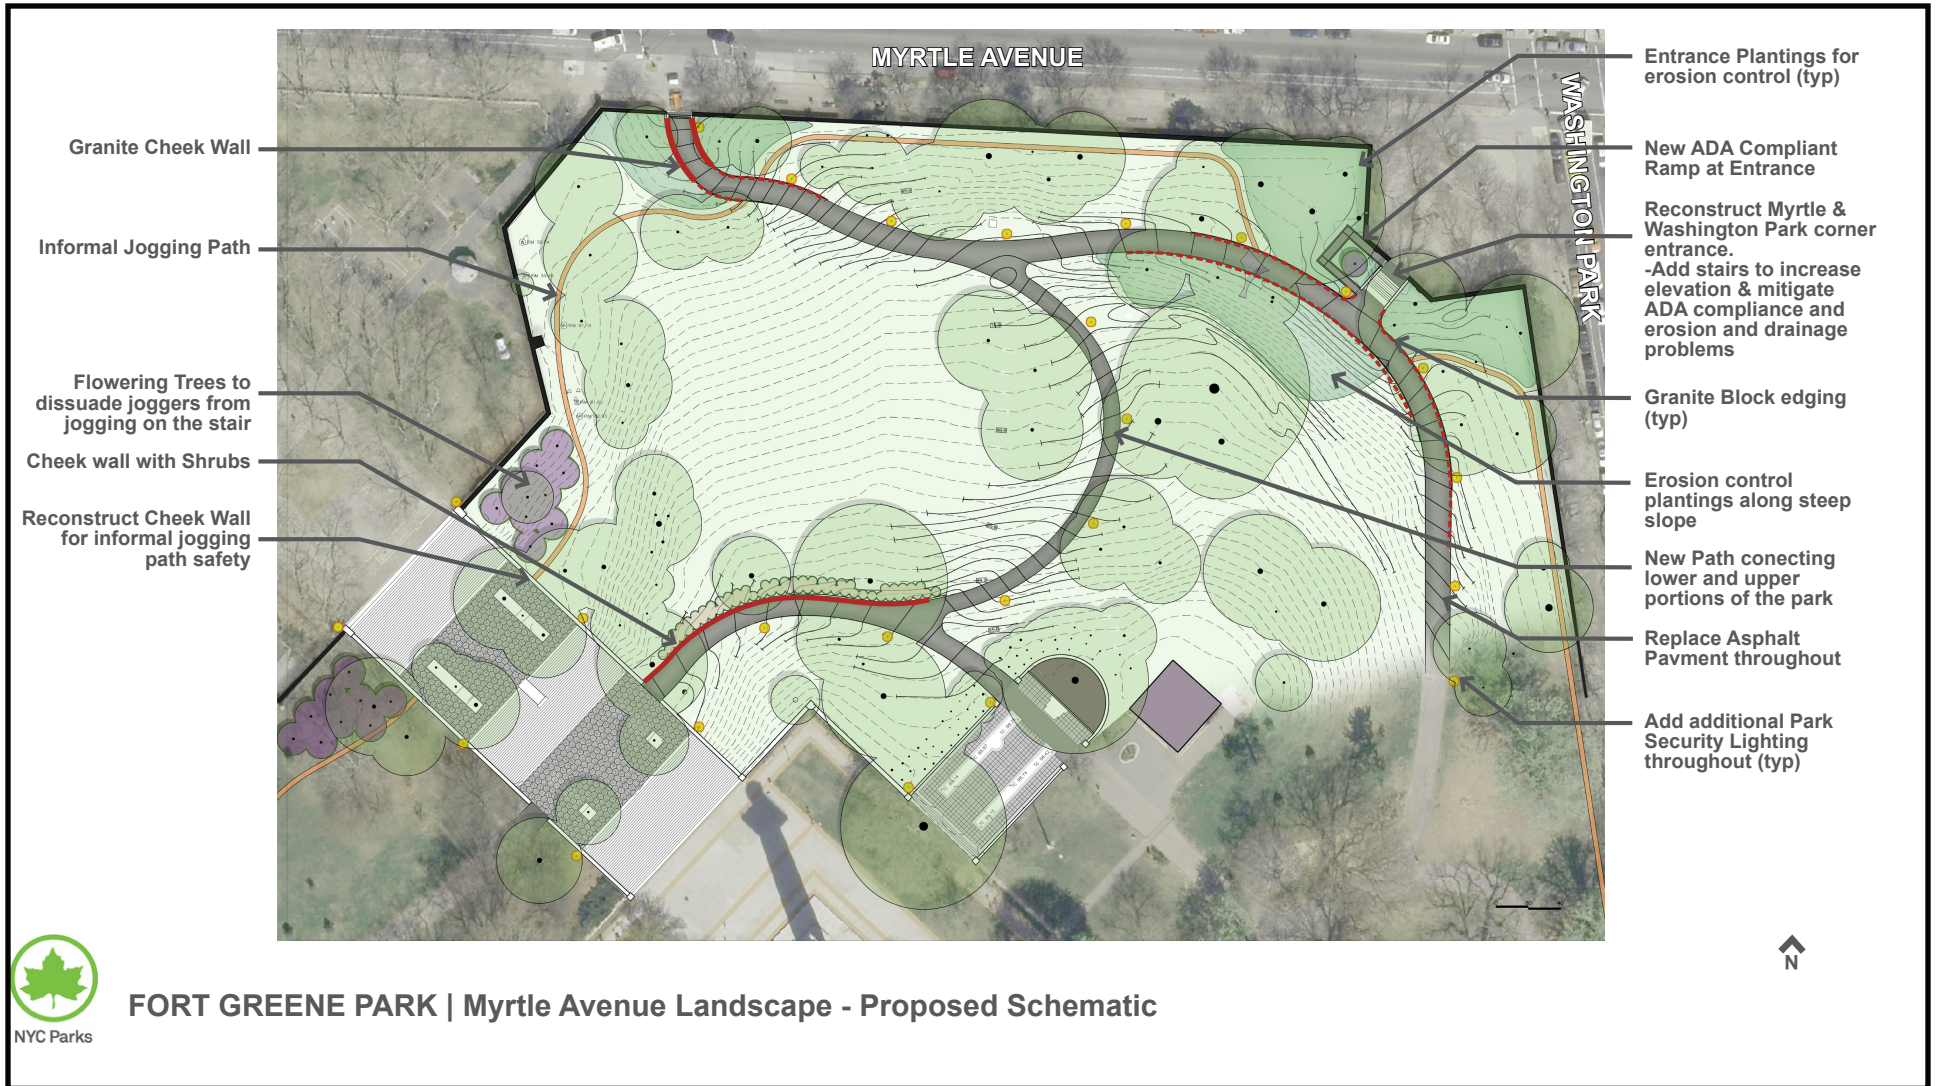 MYRTLE AVENUE
WASHINGTON PARK
Granite Cheek Wall
Informal Jogging Path
Flowering Trees to
dissuade joggers from
jogging on the stair
Cheek wall with Shrubs
Reconstruct Cheek Wall
for informal jogging
path safety
Entrance Plantings for
erosion control (typ)
New ADA Compliant
Ramp at Entrance
Reconstruct Myrtle &
Washington Park corner
entrance.
-Add stairs to increase
elevation & mitigate
ADA compliance and
erosion and drainage
problems
Granite Block edging
(typ)
Erosion control
plantings along steep
slope
New Path conecting
lower and upper
portions of the park
Replace Asphalt
Pavment throughout
Add additional Park
Security Lighting
throughout (typ)
N
NYC Parks
FORT GREENE PARK | Myrtle Avenue Landscape - Proposed Schematic